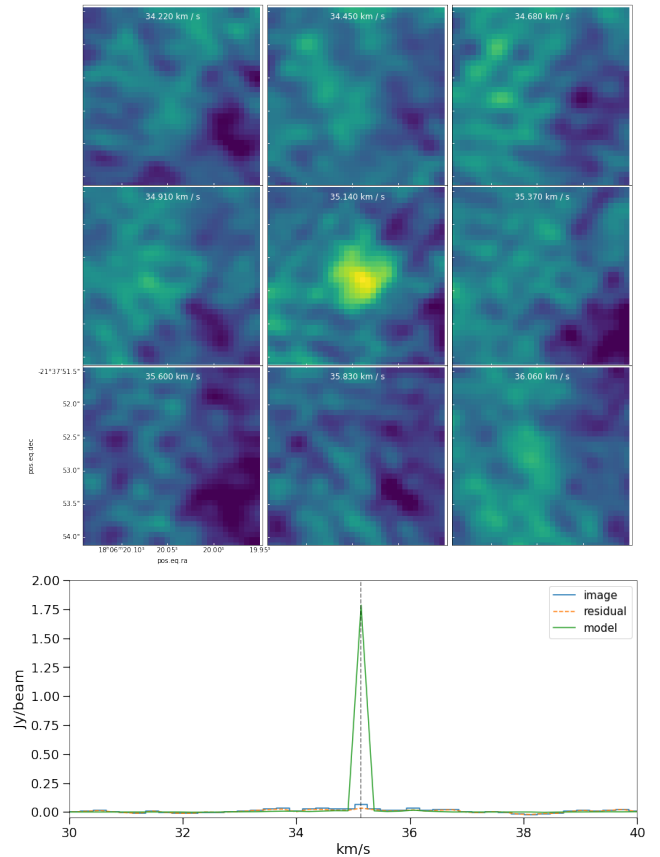 34.220 km / s
34.450 km / s
34.680 km / s
34.910 km / s
35.140 km / s
35.370 km / s
35.600 km / s
35.830 km / s
36.060 km / s
-21°37'51.5"
52.0"
52.5"
53.0"
53.5"
54.0"
pos.eq.dec
18ʰ06ᵐ20.10ˢ
20.05ˢ
20.00ˢ
19.95ˢ
pos.eq.ra
2.00
1.75
1.50
1.25
1.00
0.75
0.50
0.25
0.00
Jy/beam
image
residual
model
30
32
34
36
38
40
km/s